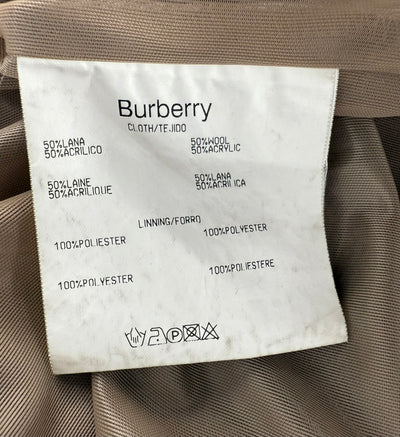 Burberry
CLOTH/TEJIDO
50%LANA 50%WOOL
50%ACRILICO 50%ACRYLIC
50%LAINE 50%LANA
50%ACRILIQUE 50%ACRILICA
LINNING/FORRO
100%POLIESTER 100%POLYESTER
100%POLYESTER 100%POLIESTERE
P